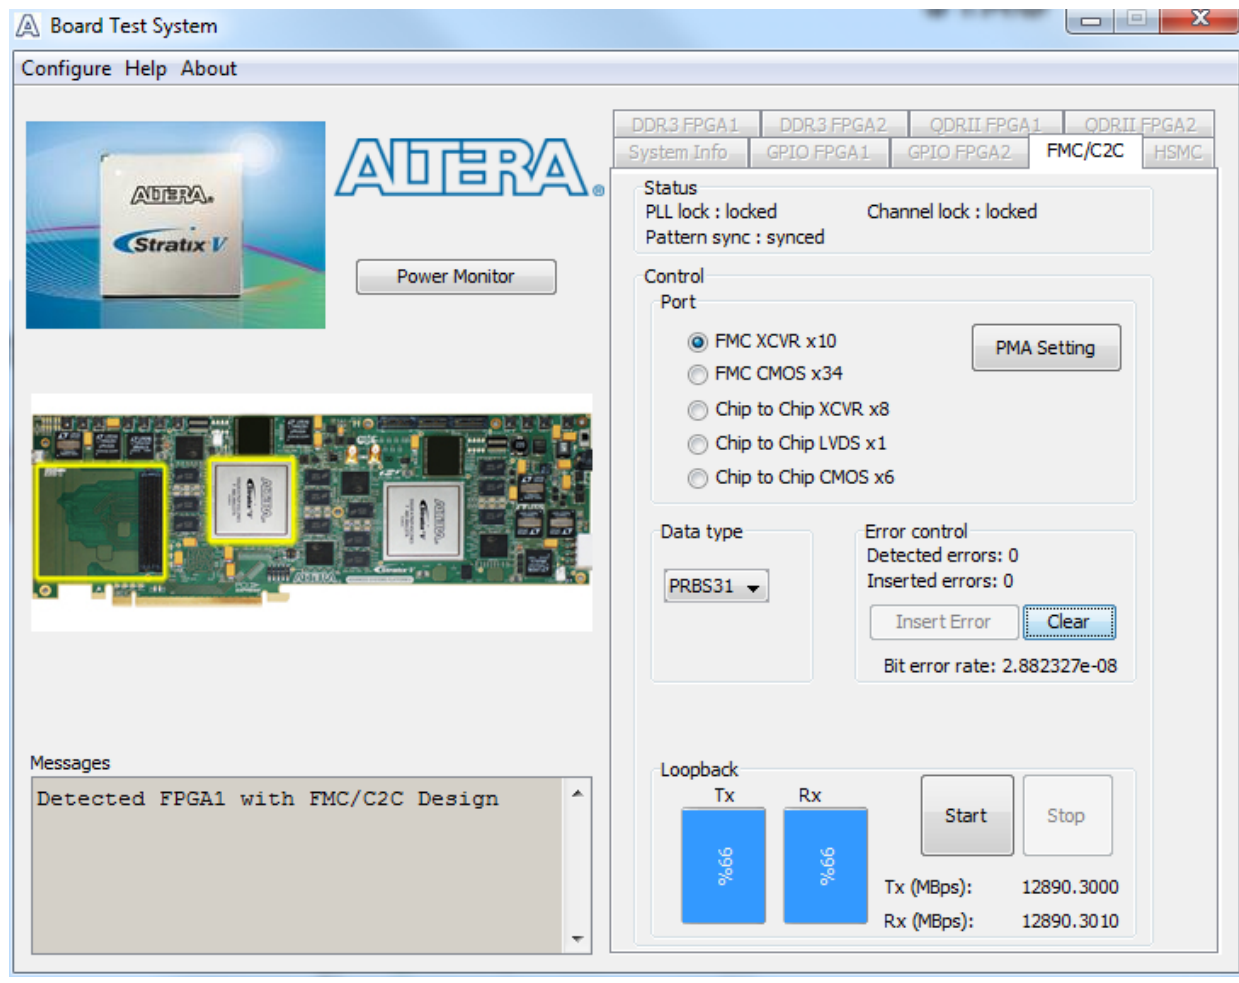 Board Test System
Configure Help About
ALTERA®
ALTERA.
Stratix V
Power Monitor
ALTERA
Stratix V
ALTERA
Stratix V
ALTERA
Messages
Detected FPGA1 with FMC/C2C Design
DDR3 FPGA1 DDR3 FPGA2 QDRII FPGA1 QDRII FPGA2
System Info GPIO FPGA1 GPIO FPGA2 FMC/C2C HSMC
Status
PLL lock : locked Channel lock : locked
Pattern sync : synced
Control
Port
FMC XCVR x10
FMC CMOS x34
Chip to Chip XCVR x8
Chip to Chip LVDS x1
Chip to Chip CMOS x6
PMA Setting
Data type
PRBS31
Error control
Detected errors: 0
Inserted errors: 0
Insert Error Clear
Bit error rate: 2.882327e-08
Loopback
Tx Rx
99% 99%
Start Stop
Tx (MBps): 12890.3000
Rx (MBps): 12890.3010